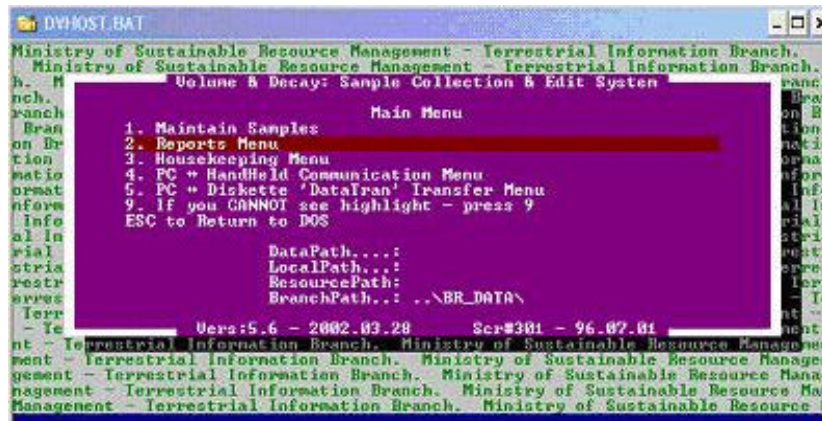 DVHOST.BAT
Ministry of Sustainable Resource Management - Terrestrial Information Branch.
Ministry of Sustainable Resource Management - Terrestrial Information Branch.
Volume & Decay: Sample Collection & Edit System
Main Menu
1. Maintain Samples
2. Reports Menu
3. Housekeeping Menu
4. PC ↔ HandHeld Communication Menu
5. PC ↔ Diskette 'DataTran' Transfer Menu
9. If you CANNOT see highlight - press 9
ESC to Return to DOS
DataPath....:
LocalPath...:
ResourcePath:
BranchPath..: ..\BR_DATA\
Vers:5.6 - 2002.03.28 Scr#301 - 96.07.01
nt - Terrestrial Information Branch. Ministry of Sustainable Resource Manageme
ment - Terrestrial Information Branch. Ministry of Sustainable Resource Manage
gement - Terrestrial Information Branch. Ministry of Sustainable Resource Mana
nagement - Terrestrial Information Branch. Ministry of Sustainable Resource Ma
Management - Terrestrial Information Branch. Ministry of Sustainable Resource